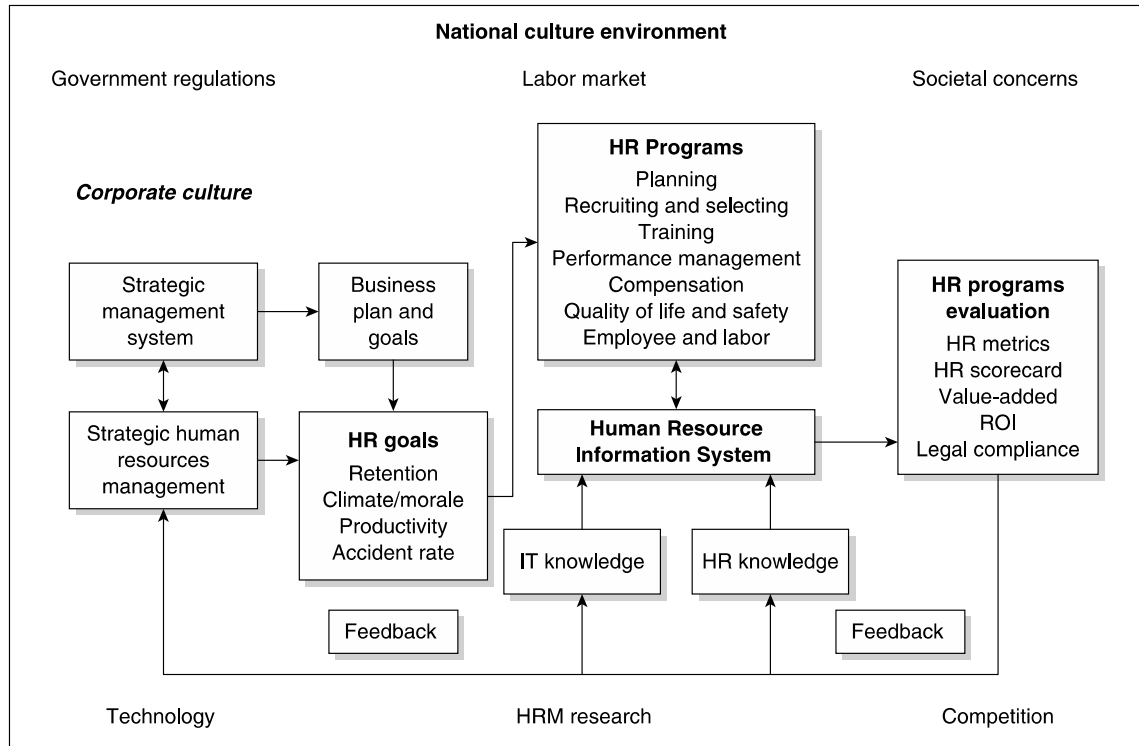 National culture environment
Government regulations
Labor market
Societal concerns
Corporate culture
HR Programs
Planning
Recruiting and selecting
Training
Performance management
Compensation
Quality of life and safety
Employee and labor
Strategic
management
system
Business
plan and
goals
HR programs
evaluation
HR metrics
HR scorecard
Value-added
ROI
Legal compliance
Strategic human
resources
management
HR goals
Retention
Climate/morale
Productivity
Accident rate
Human Resource
Information System
IT knowledge
HR knowledge
Feedback
Feedback
Technology
HRM research
Competition